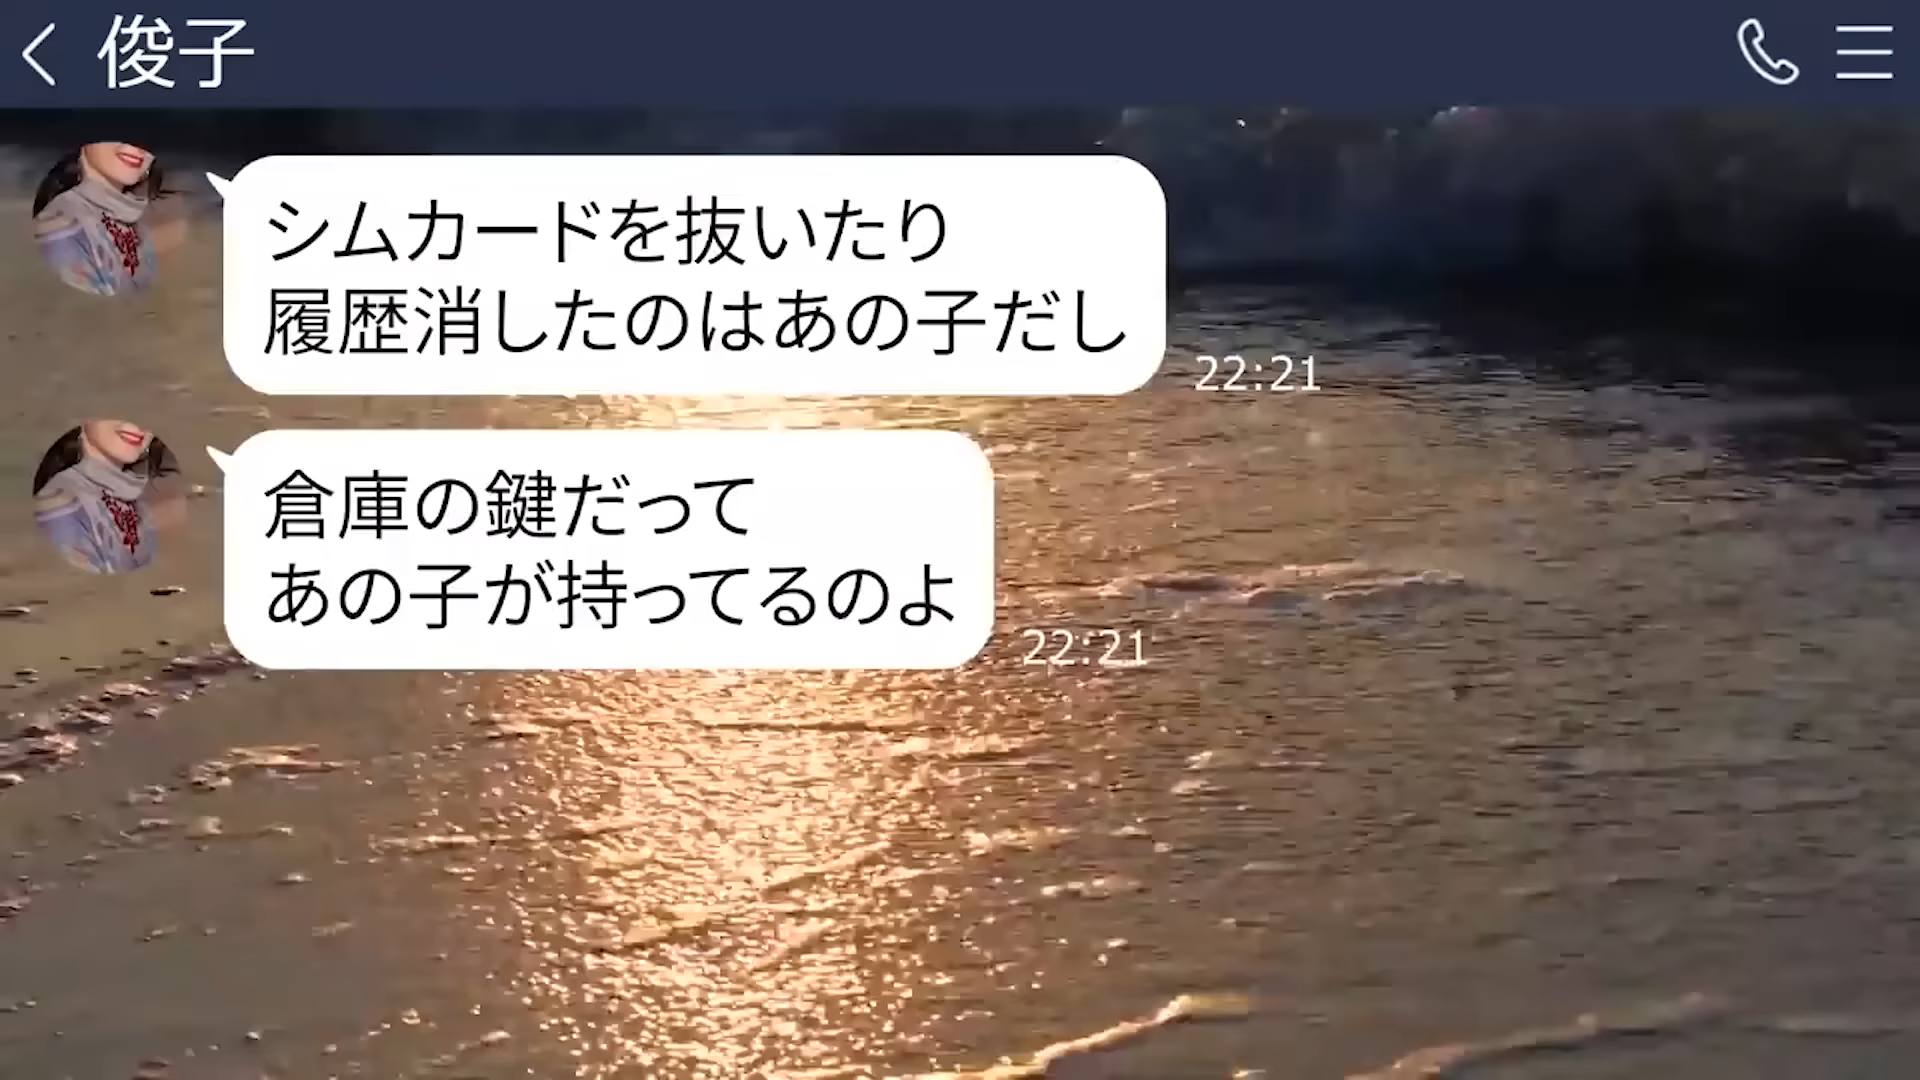 俊子
シムカードを抜いたり
履歴消したのはあの子だし
22:21
倉庫の鍵だって
あの子が持ってるのよ
22:21